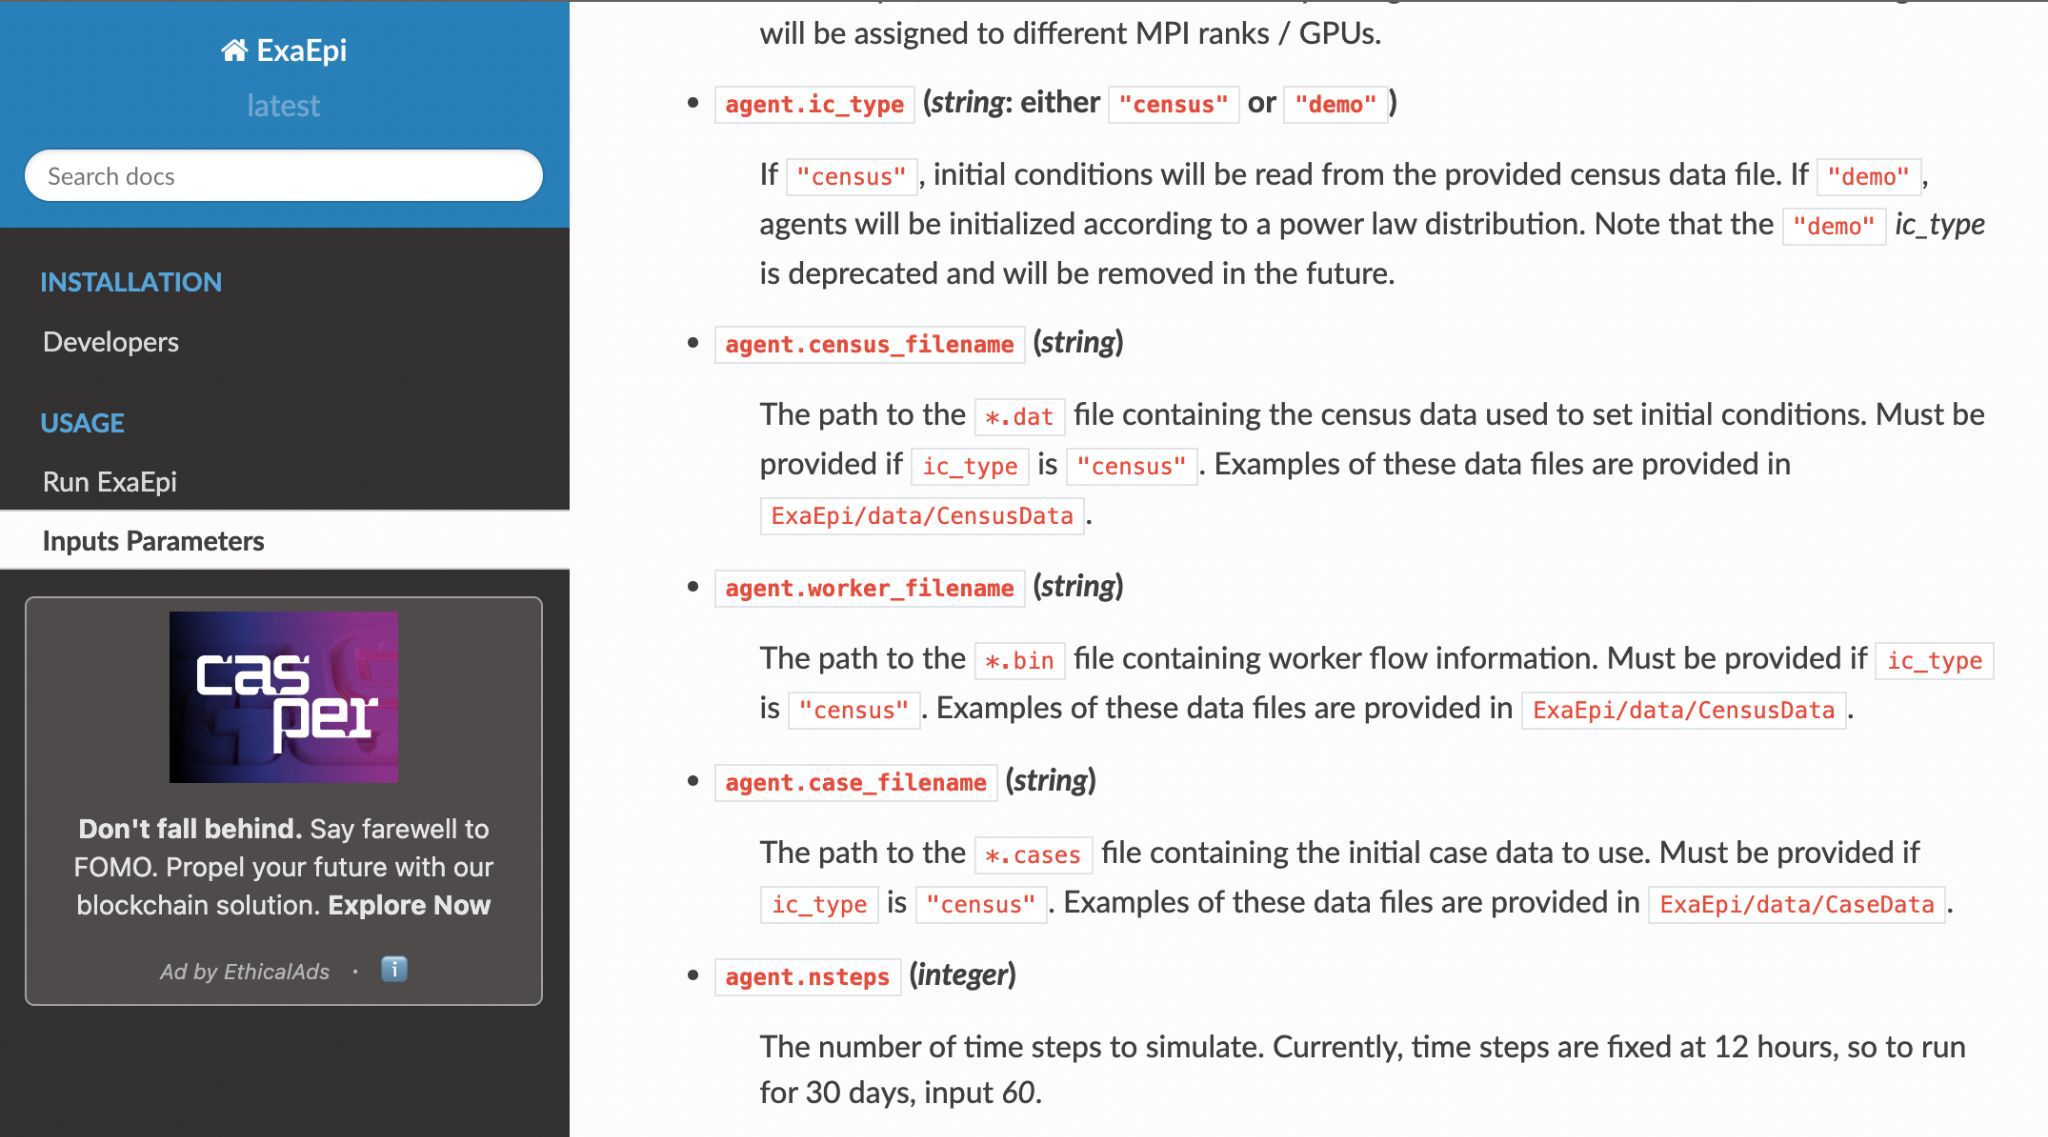 ExaEpi
latest
Search docs
INSTALLATION
Developers
USAGE
Run ExaEpi
Inputs Parameters
cas
per
Don't fall behind. Say farewell to
FOMO. Propel your future with our
blockchain solution. Explore Now
Ad by EthicalAds · i
will be assigned to different MPI ranks / GPUs.
• agent.ic_type (string: either "census" or "demo")
If "census", initial conditions will be read from the provided census data file. If "demo",
agents will be initialized according to a power law distribution. Note that the "demo" ic_type
is deprecated and will be removed in the future.
• agent.census_filename (string)
The path to the *.dat file containing the census data used to set initial conditions. Must be
provided if ic_type is "census". Examples of these data files are provided in
ExaEpi/data/CensusData.
• agent.worker_filename (string)
The path to the *.bin file containing worker flow information. Must be provided if ic_type
is "census". Examples of these data files are provided in ExaEpi/data/CensusData.
• agent.case_filename (string)
The path to the *.cases file containing the initial case data to use. Must be provided if
ic_type is "census". Examples of these data files are provided in ExaEpi/data/CaseData.
• agent.nsteps (integer)
The number of time steps to simulate. Currently, time steps are fixed at 12 hours, so to run
for 30 days, input 60.